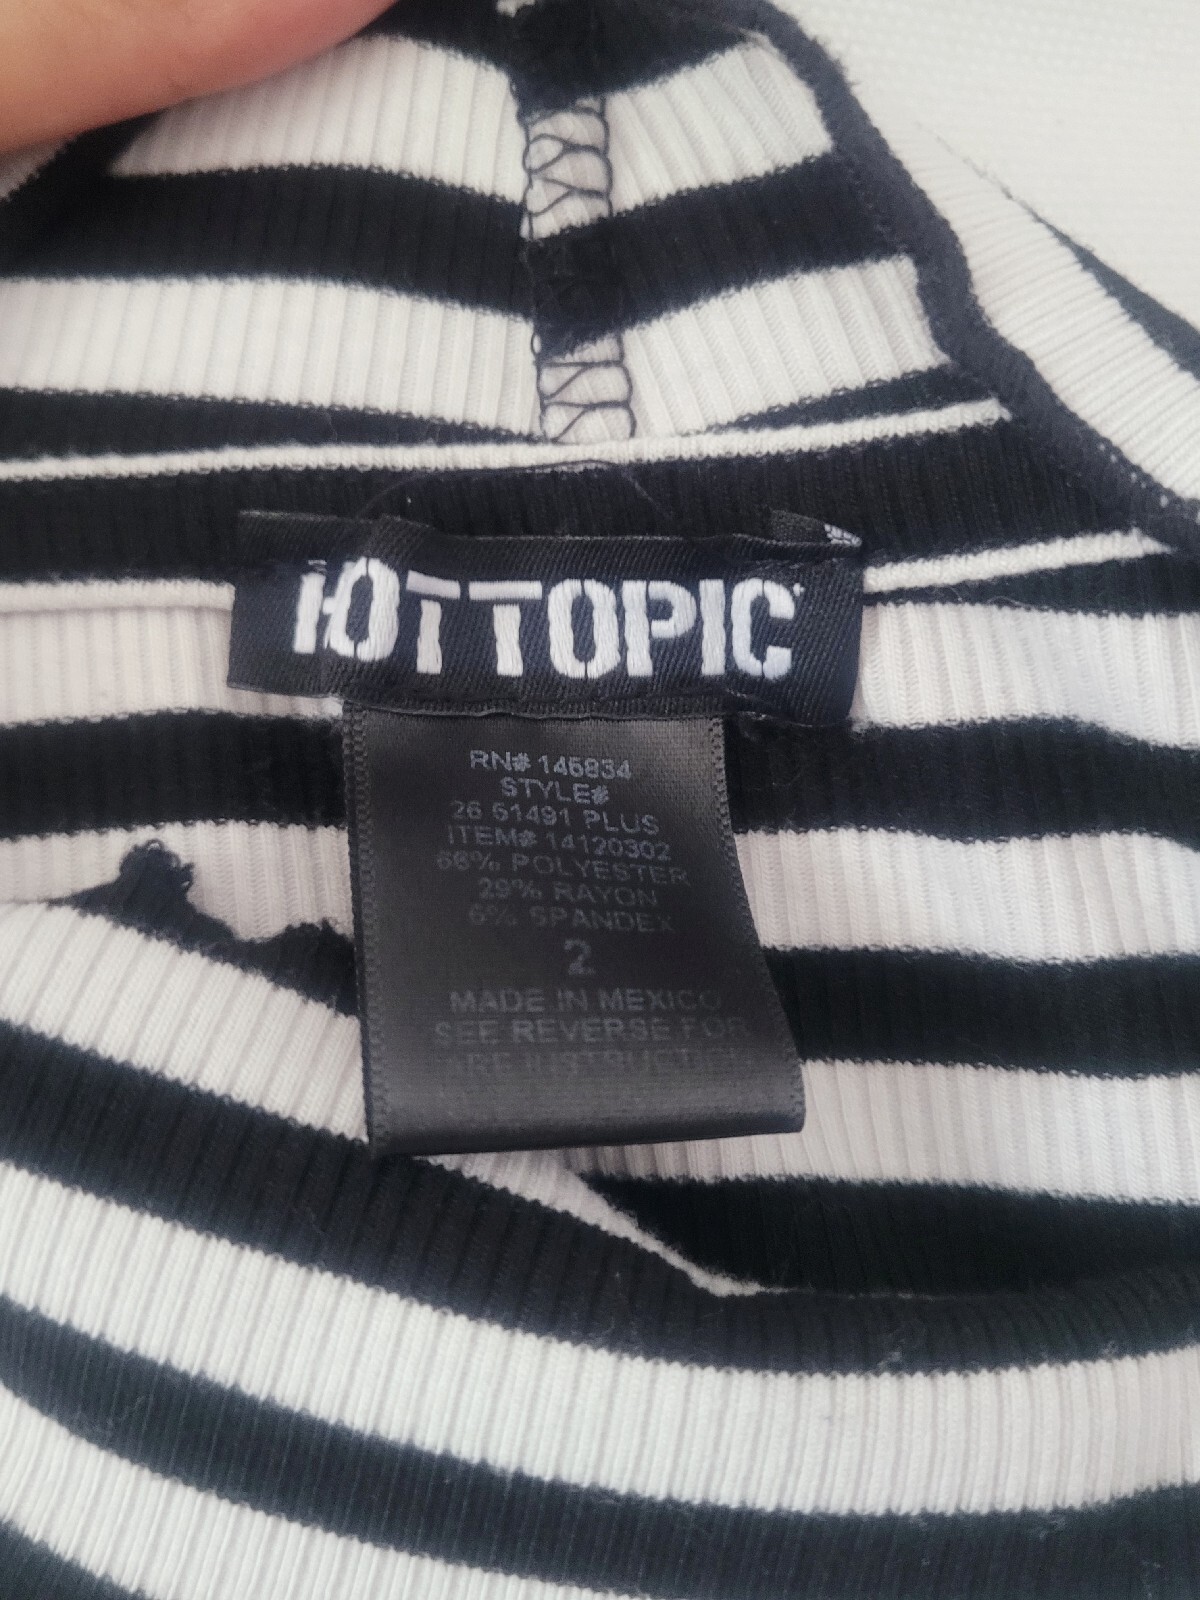 HOT TOPIC
RN# 145834
STYLE#
26 51491 PLUS
ITEM# 14120302
66% POLYESTER
29% RAYON
5% SPANDEX
2
MADE IN MEXICO
SEE REVERSE FOR
CARE INSTRUCTIONS